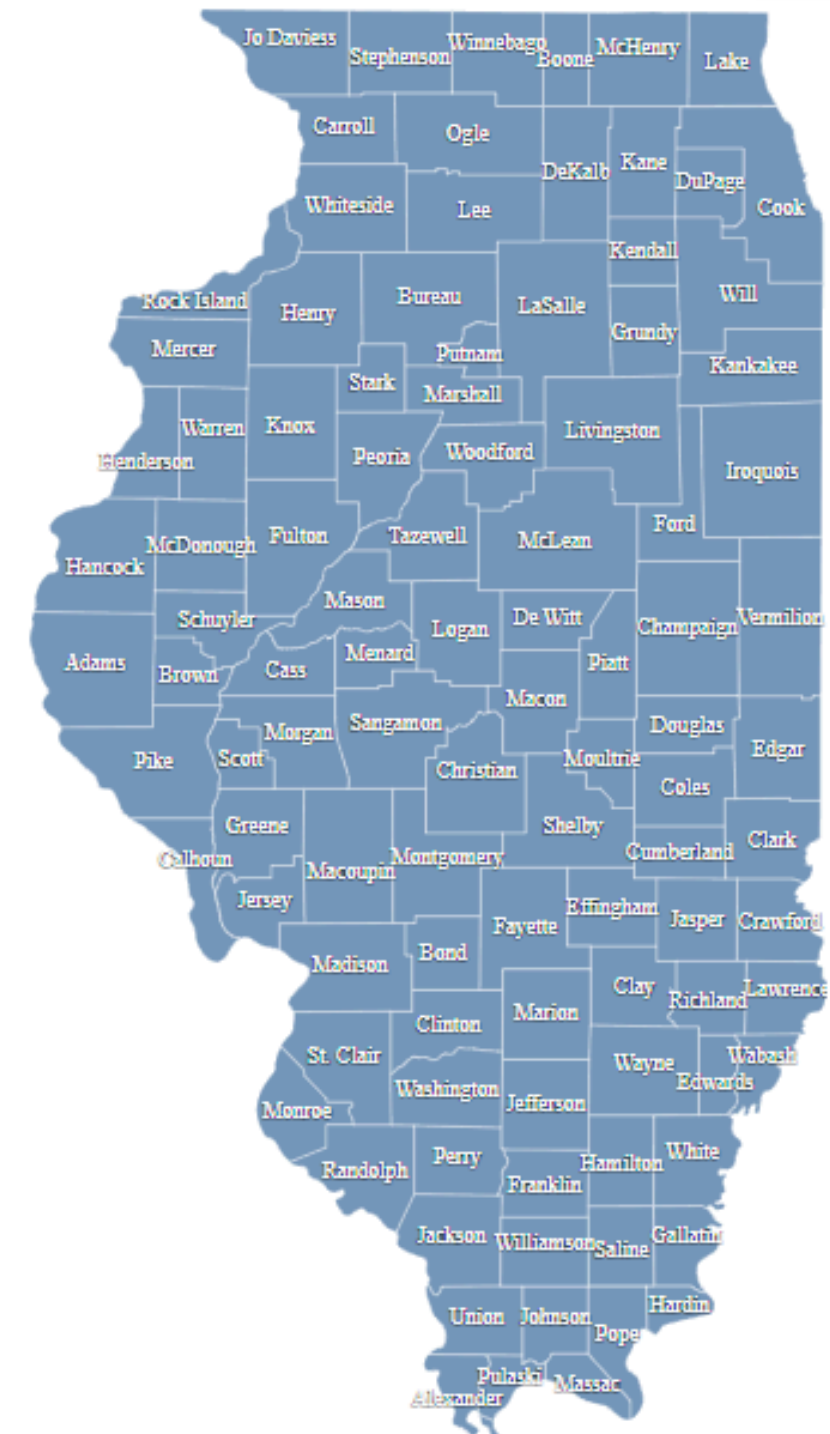 Jo Daviess
Stephenson
Winnebago
Boone
McHenry
Lake
Carroll
Ogle
DeKalb
Kane
DuPage
Cook
Whiteside
Lee
Kendall
Rock Island
Henry
Bureau
LaSalle
Will
Mercer
Putnam
Grundy
Kankakee
Stark
Marshall
Henderson
Warren
Knox
Peoria
Woodford
Livingston
Iroquois
Hancock
McDonough
Fulton
Tazewell
McLean
Ford
Schuyler
Mason
Logan
De Witt
Champaign
Vermilion
Adams
Brown
Cass
Menard
Macon
Piatt
Pike
Scott
Morgan
Sangamon
Christian
Moultrie
Douglas
Edgar
Coles
Calhoun
Greene
Macoupin
Montgomery
Shelby
Cumberland
Clark
Jersey
Fayette
Effingham
Jasper
Crawford
Madison
Bond
Clay
Richland
Lawrence
Clinton
Marion
St. Clair
Washington
Wayne
Edwards
Wabash
Monroe
Jefferson
Randolph
Perry
Franklin
Hamilton
White
Jackson
Williamson
Saline
Gallatin
Union
Johnson
Pope
Hardin
Alexander
Pulaski
Massac